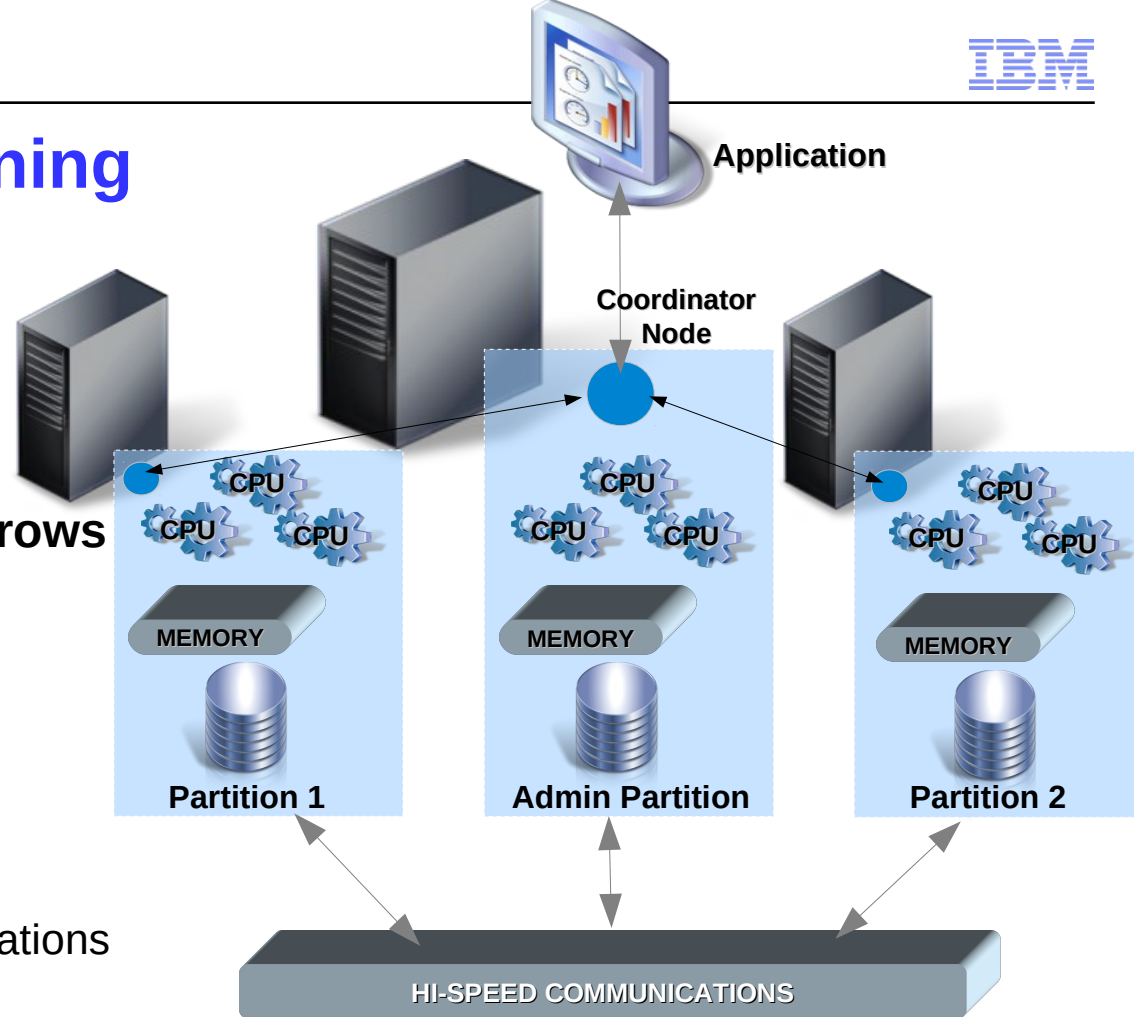 IBM
ning
Application
Coordinator
Node
CPU
CPU
CPU
CPU
CPU
CPU
CPU
CPU
CPU
rows
MEMORY
MEMORY
MEMORY
Partition 1
Admin Partition
Partition 2
ations
HI-SPEED COMMUNICATIONS